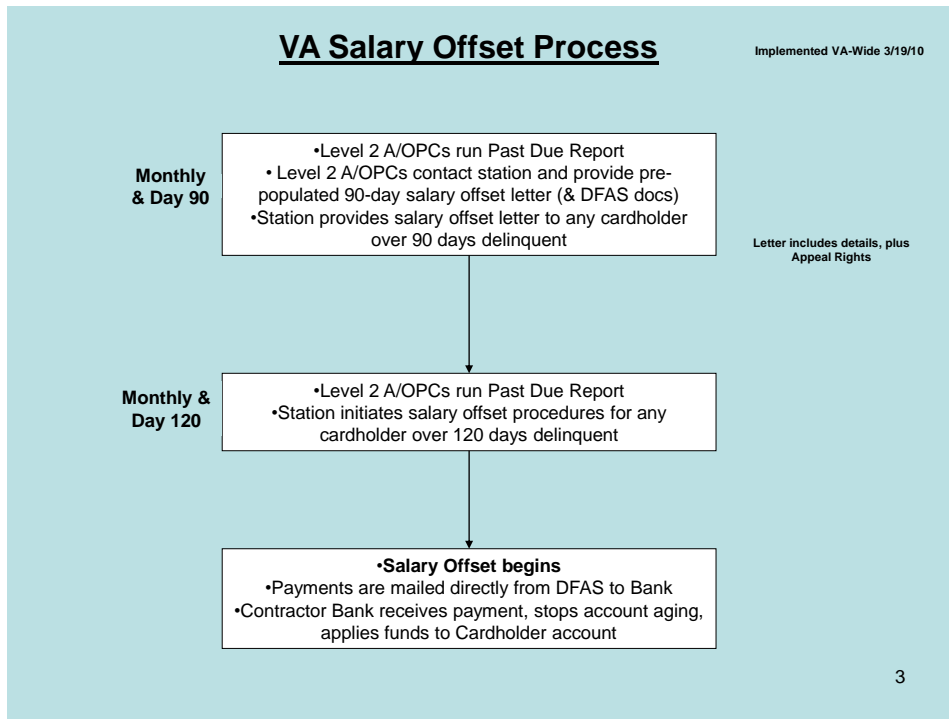 VA Salary Offset Process
Implemented VA-Wide 3/19/10
Monthly
& Day 90
•Level 2 A/OPCs run Past Due Report
• Level 2 A/OPCs contact station and provide pre-
populated 90-day salary offset letter (& DFAS docs)
•Station provides salary offset letter to any cardholder
over 90 days delinquent
Letter includes details, plus
Appeal Rights
Monthly &
Day 120
•Level 2 A/OPCs run Past Due Report
•Station initiates salary offset procedures for any
cardholder over 120 days delinquent
•Salary Offset begins
•Payments are mailed directly from DFAS to Bank
•Contractor Bank receives payment, stops account aging,
applies funds to Cardholder account
3